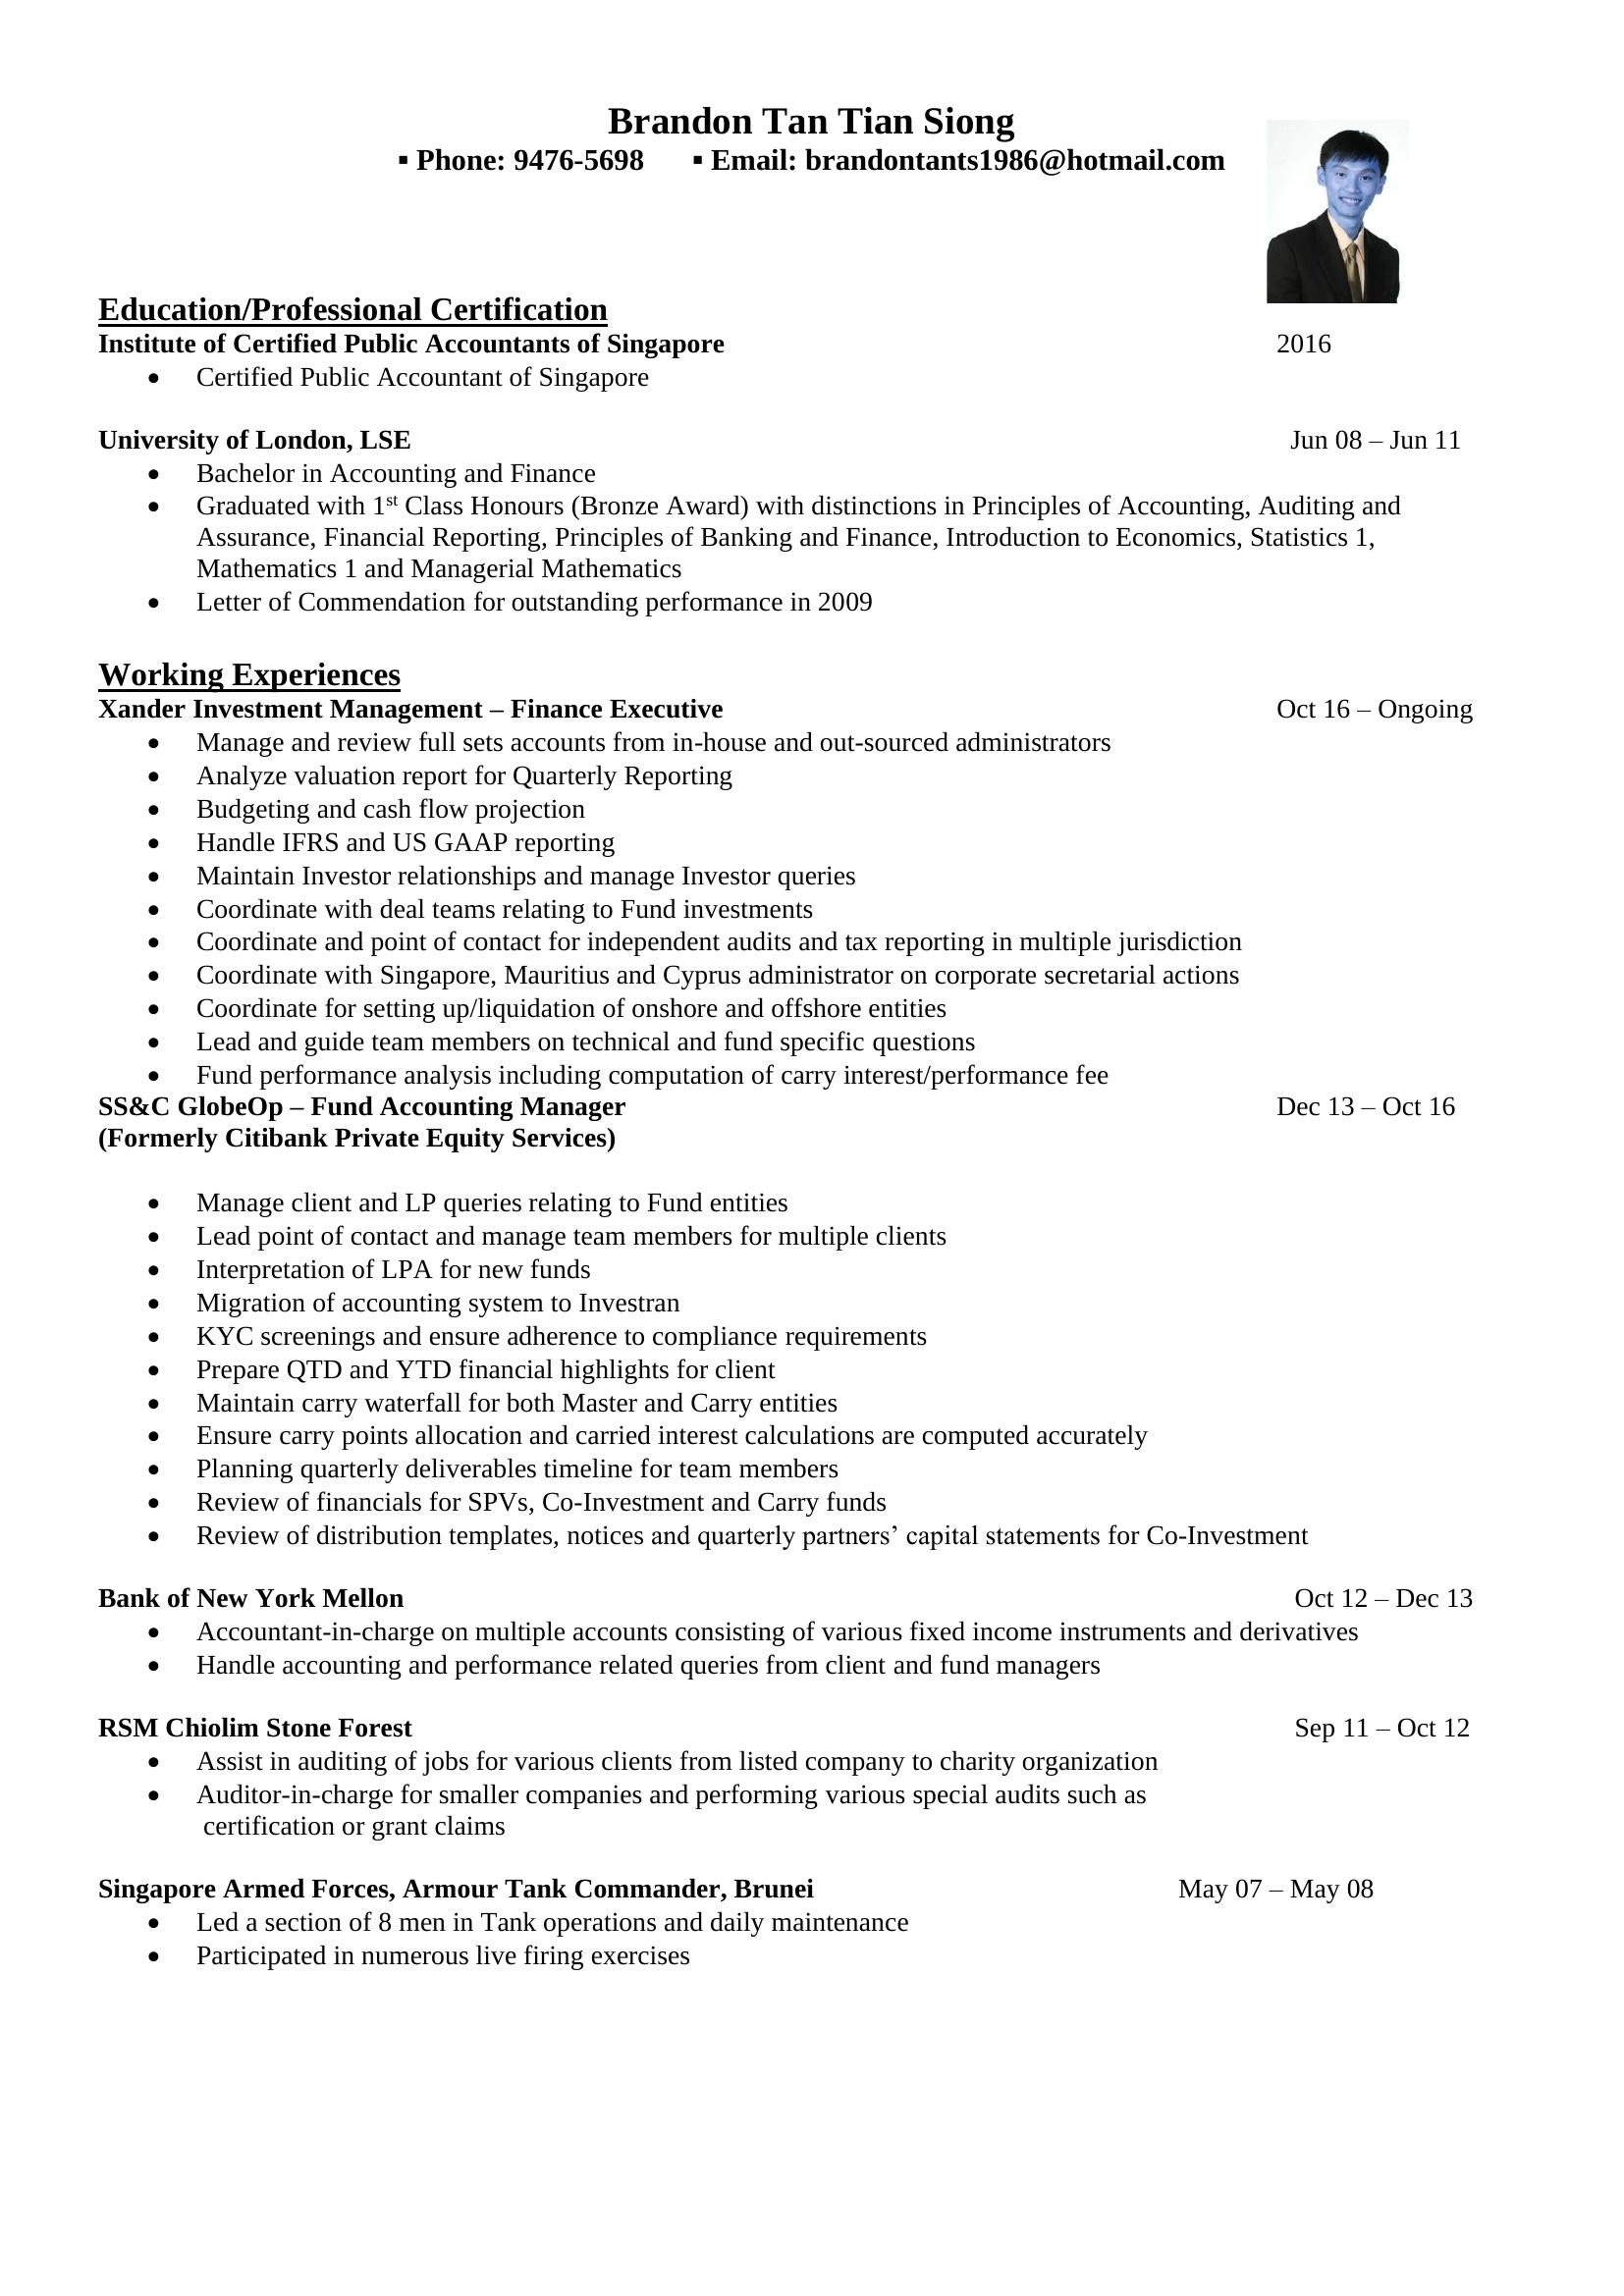 Brandon Tan Tian Siong
▪ Phone: 9476-5698 ▪ Email: brandontants1986@hotmail.com
Education/Professional Certification
Institute of Certified Public Accountants of Singapore 2016
• Certified Public Accountant of Singapore
University of London, LSE Jun 08 – Jun 11
• Bachelor in Accounting and Finance
• Graduated with 1st Class Honours (Bronze Award) with distinctions in Principles of Accounting, Auditing and
Assurance, Financial Reporting, Principles of Banking and Finance, Introduction to Economics, Statistics 1,
Mathematics 1 and Managerial Mathematics
• Letter of Commendation for outstanding performance in 2009
Working Experiences
Xander Investment Management – Finance Executive Oct 16 – Ongoing
• Manage and review full sets accounts from in-house and out-sourced administrators
• Analyze valuation report for Quarterly Reporting
• Budgeting and cash flow projection
• Handle IFRS and US GAAP reporting
• Maintain Investor relationships and manage Investor queries
• Coordinate with deal teams relating to Fund investments
• Coordinate and point of contact for independent audits and tax reporting in multiple jurisdiction
• Coordinate with Singapore, Mauritius and Cyprus administrator on corporate secretarial actions
• Coordinate for setting up/liquidation of onshore and offshore entities
• Lead and guide team members on technical and fund specific questions
• Fund performance analysis including computation of carry interest/performance fee
SS&C GlobeOp – Fund Accounting Manager Dec 13 – Oct 16
(Formerly Citibank Private Equity Services)
• Manage client and LP queries relating to Fund entities
• Lead point of contact and manage team members for multiple clients
• Interpretation of LPA for new funds
• Migration of accounting system to Investran
• KYC screenings and ensure adherence to compliance requirements
• Prepare QTD and YTD financial highlights for client
• Maintain carry waterfall for both Master and Carry entities
• Ensure carry points allocation and carried interest calculations are computed accurately
• Planning quarterly deliverables timeline for team members
• Review of financials for SPVs, Co-Investment and Carry funds
• Review of distribution templates, notices and quarterly partners’ capital statements for Co-Investment
Bank of New York Mellon Oct 12 – Dec 13
• Accountant-in-charge on multiple accounts consisting of various fixed income instruments and derivatives
• Handle accounting and performance related queries from client and fund managers
RSM Chiolim Stone Forest Sep 11 – Oct 12
• Assist in auditing of jobs for various clients from listed company to charity organization
• Auditor-in-charge for smaller companies and performing various special audits such as
certification or grant claims
Singapore Armed Forces, Armour Tank Commander, Brunei May 07 – May 08
• Led a section of 8 men in Tank operations and daily maintenance
• Participated in numerous live firing exercises